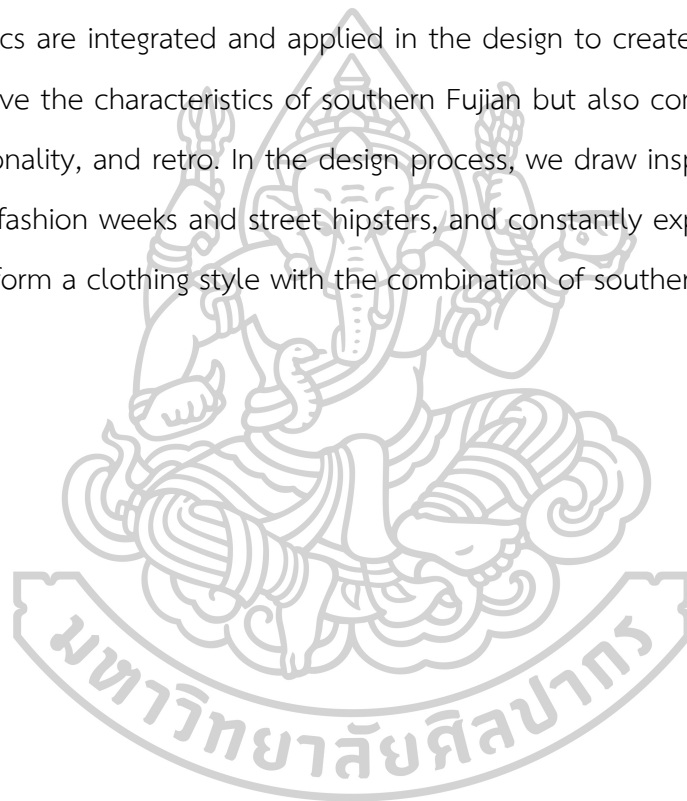 cs are integrated and applied in the design to create
ve the characteristics of southern Fujian but also con
onality, and retro. In the design process, we draw insp
fashion weeks and street hipsters, and constantly exp
form a clothing style with the combination of souther
มหาวิทยาลัยศิลปากร